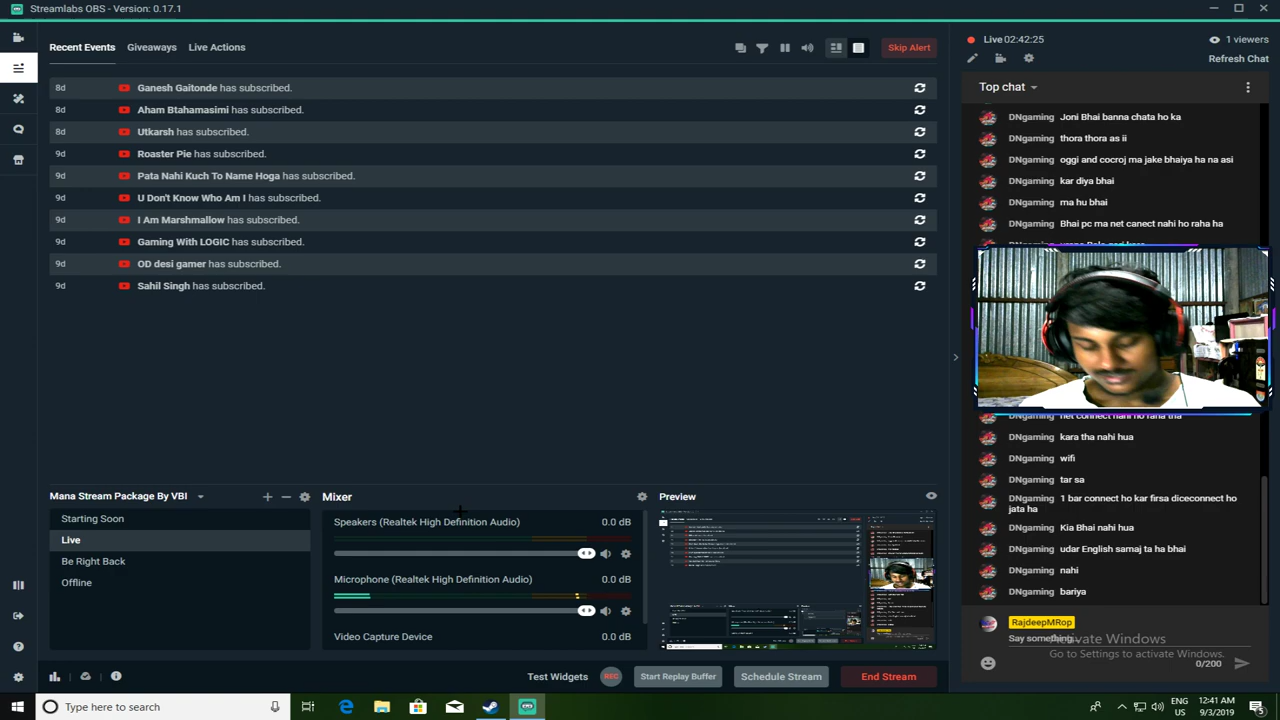 Streamlabs OBS - Version: 0.17.1
Recent Events
Giveaways
Live Actions
Skip Alert
8d Ganesh Gaitonde has subscribed.
8d Aham Btahamasimi has subscribed.
8d Utkarsh has subscribed.
9d Roaster Pie has subscribed.
9d Pata Nahi Kuch To Name Hoga has subscribed.
9d U Don't Know Who Am I has subscribed.
9d I Am Marshmallow has subscribed.
9d Gaming With LOGIC has subscribed.
9d OD desi gamer has subscribed.
9d Sahil Singh has subscribed.
Live 02:42:25
1 viewers
Refresh Chat
Top chat
DNgaming Joni Bhai banna chata ho ka
DNgaming thora thora as ii
DNgaming oggi and cocroj ma jake bhaiya ha na asi
DNgaming kar diya bhai
DNgaming ma hu bhai
DNgaming Bhai pc ma net canect nahi ho raha ha
DNgaming net connect nahi ho raha tha
DNgaming kara tha nahi hua
DNgaming wifi
DNgaming tar sa
DNgaming 1 bar connect ho kar firsa diceconnect ho
jata ha
DNgaming Kia Bhai nahi hua
DNgaming udar English samaj ta ha bhai
DNgaming nahi
DNgaming bariya
RajdeepMRop
Say something...
0/200
Activate Windows
Go to Settings to activate Windows.
Mana Stream Package By VBI
Starting Soon
Live
Be Right Back
Offline
Mixer
Speakers (Realtek High Definition Audio) 0.0 dB
Microphone (Realtek High Definition Audio) 0.0 dB
Video Capture Device 0.0 dB
Preview
Test Widgets
REC
Start Replay Buffer
Schedule Stream
End Stream
Type here to search
ENG
US
12:41 AM
9/3/2019
5